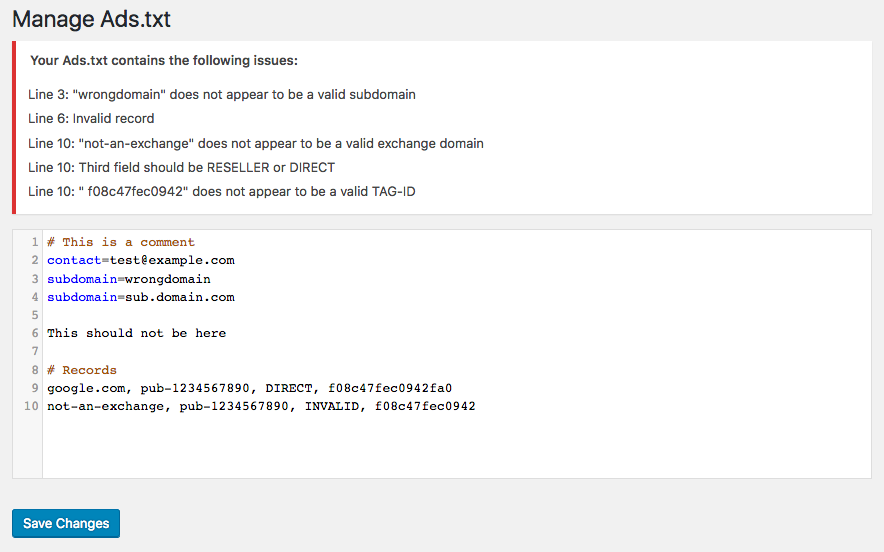 Manage Ads.txt
Your Ads.txt contains the following issues:
Line 3: "wrongdomain" does not appear to be a valid subdomain
Line 6: Invalid record
Line 10: "not-an-exchange" does not appear to be a valid exchange domain
Line 10: Third field should be RESELLER or DIRECT
Line 10: " f08c47fec0942" does not appear to be a valid TAG-ID
1 # This is a comment
2 contact=test@example.com
3 subdomain=wrongdomain
4 subdomain=sub.domain.com
5
6 This should not be here
7
8 # Records
9 google.com, pub-1234567890, DIRECT, f08c47fec0942fa0
10 not-an-exchange, pub-1234567890, INVALID, f08c47fec0942
Save Changes